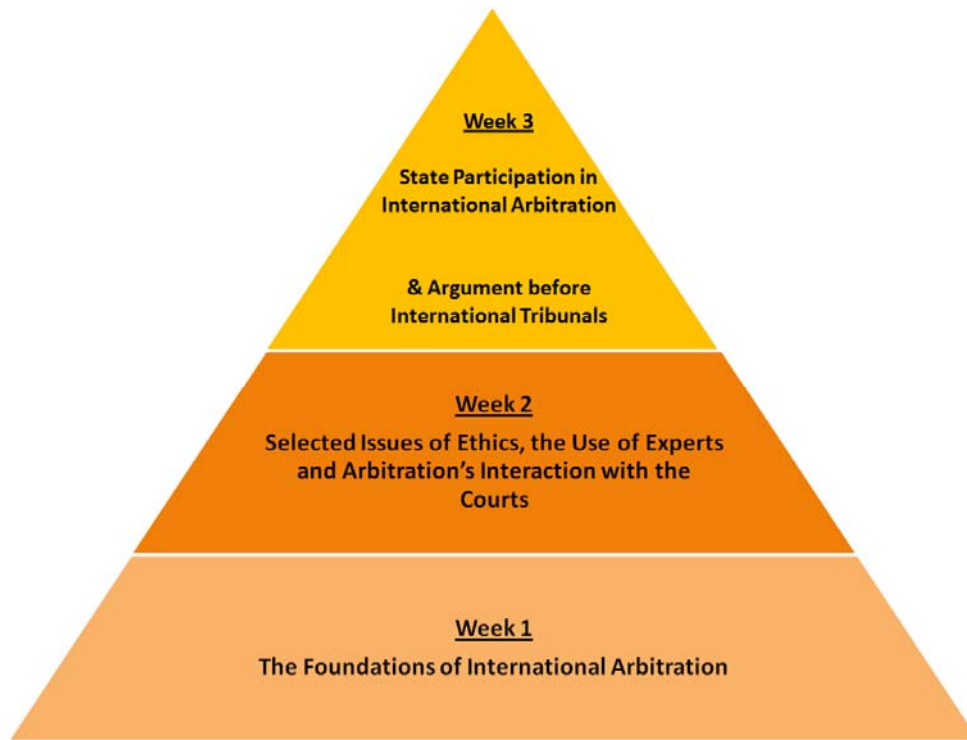 Week 3
State Participation in
International Arbitration
& Argument before
International Tribunals
Week 2
Selected Issues of Ethics, the Use of Experts
and Arbitration’s Interaction with the
Courts
Week 1
The Foundations of International Arbitration